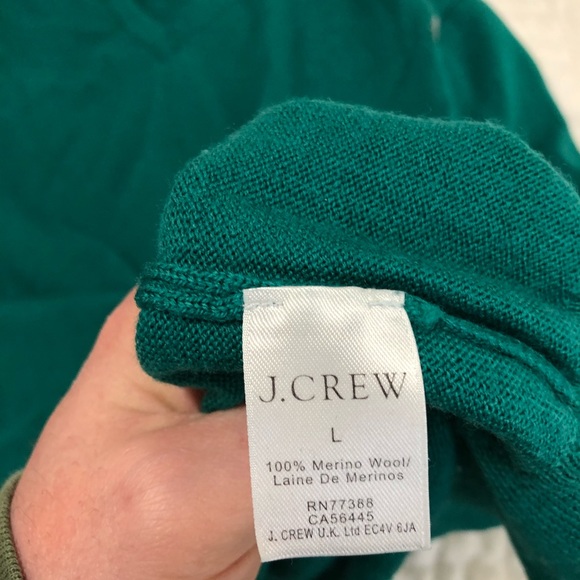 J.CREW
L
100% Merino Wool/
Laine De Merinos
RN77388
CA56445
J. CREW U.K. Ltd EC4V 6JA